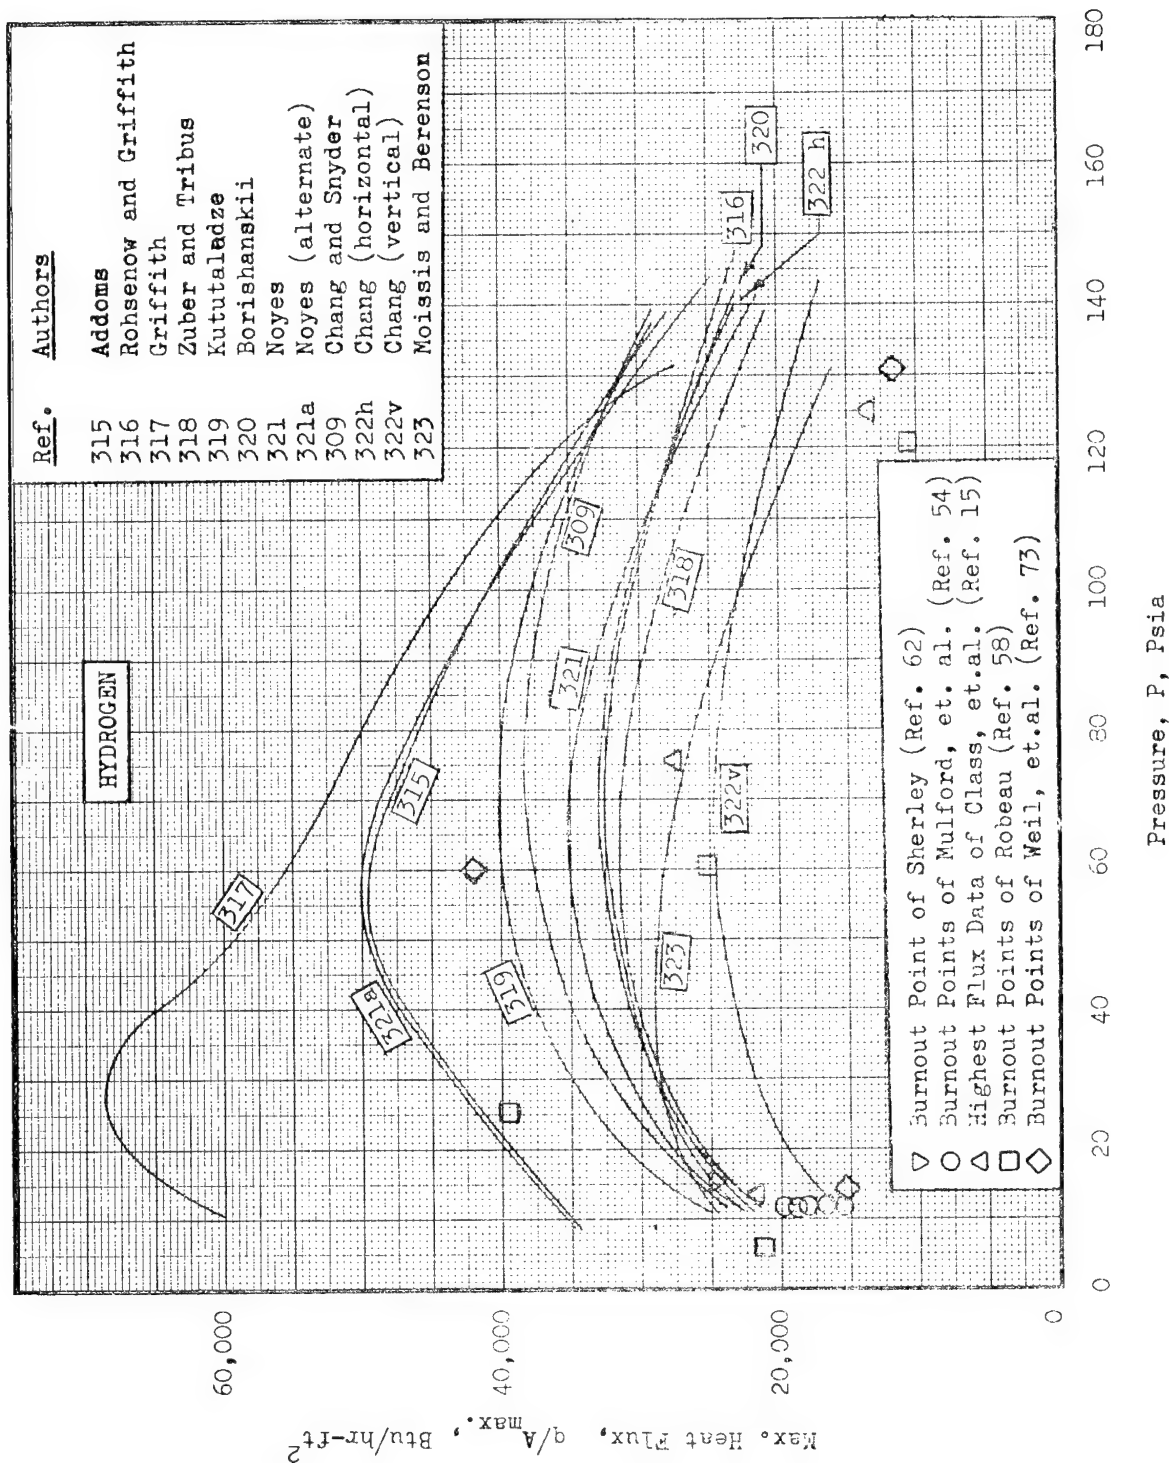 HYDROGEN
Ref. Authors
315 Addoms
316 Rohsenow and Griffith
317 Griffith
318 Zuber and Tribus
319 Kututaladze
320 Borishanskii
321 Noyes
321a Noyes (alternate)
309 Chang and Snyder
322h Chang (horizontal)
322v Chang (vertical)
323 Moissis and Berenson
317
321a
315
319
309
321
318
323
322v
316
320
322 h
▽ Burnout Point of Sherley (Ref. 62)
○ Burnout Points of Mulford, et. al. (Ref. 54)
△ Highest Flux Data of Class, et.al. (Ref. 15)
□ Burnout Points of Robeau (Ref. 58)
◇ Burnout Points of Weil, et.al. (Ref. 73)
60,000
40,000
20,000
0
Max. Heat Flux, q/Amax., Btu/hr-ft2
0 20 40 60 80 100 120 140 160 180
Pressure, P, Psia